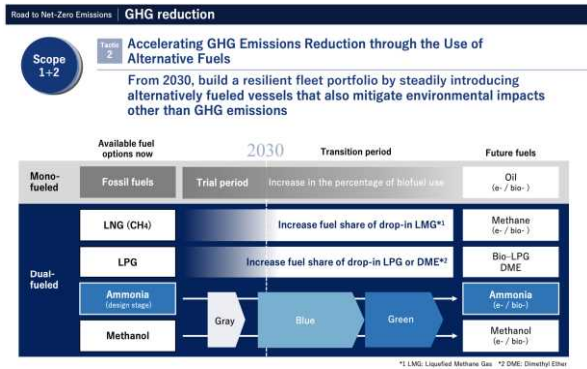 Road to Net-Zero Emissions | GHG reduction
Scope
1+2
Tactic
2
Accelerating GHG Emissions Reduction through the Use of
Alternative Fuels
From 2030, build a resilient fleet portfolio by steadily introducing
alternatively fueled vessels that also mitigate environmental impacts
other than GHG emissions
Available fuel
options now
2030
Transition period
Future fuels
Mono-
fueled
Fossil fuels
Trial period
Increase in the percentage of biofuel use
Oil
(e- / bio- )
Dual-
fueled
LNG (CH4)
Increase fuel share of drop-in LMG*1
Methane
(e- / bio- )
LPG
Increase fuel share of drop-in LPG or DME*2
Bio-LPG
DME
Ammonia
(design stage)
Gray
Blue
Green
Ammonia
(e- / bio- )
Methanol
Methanol
(e- / bio- )
*1 LMG: Liquefied Methane Gas *2 DME: Dimethyl Ether